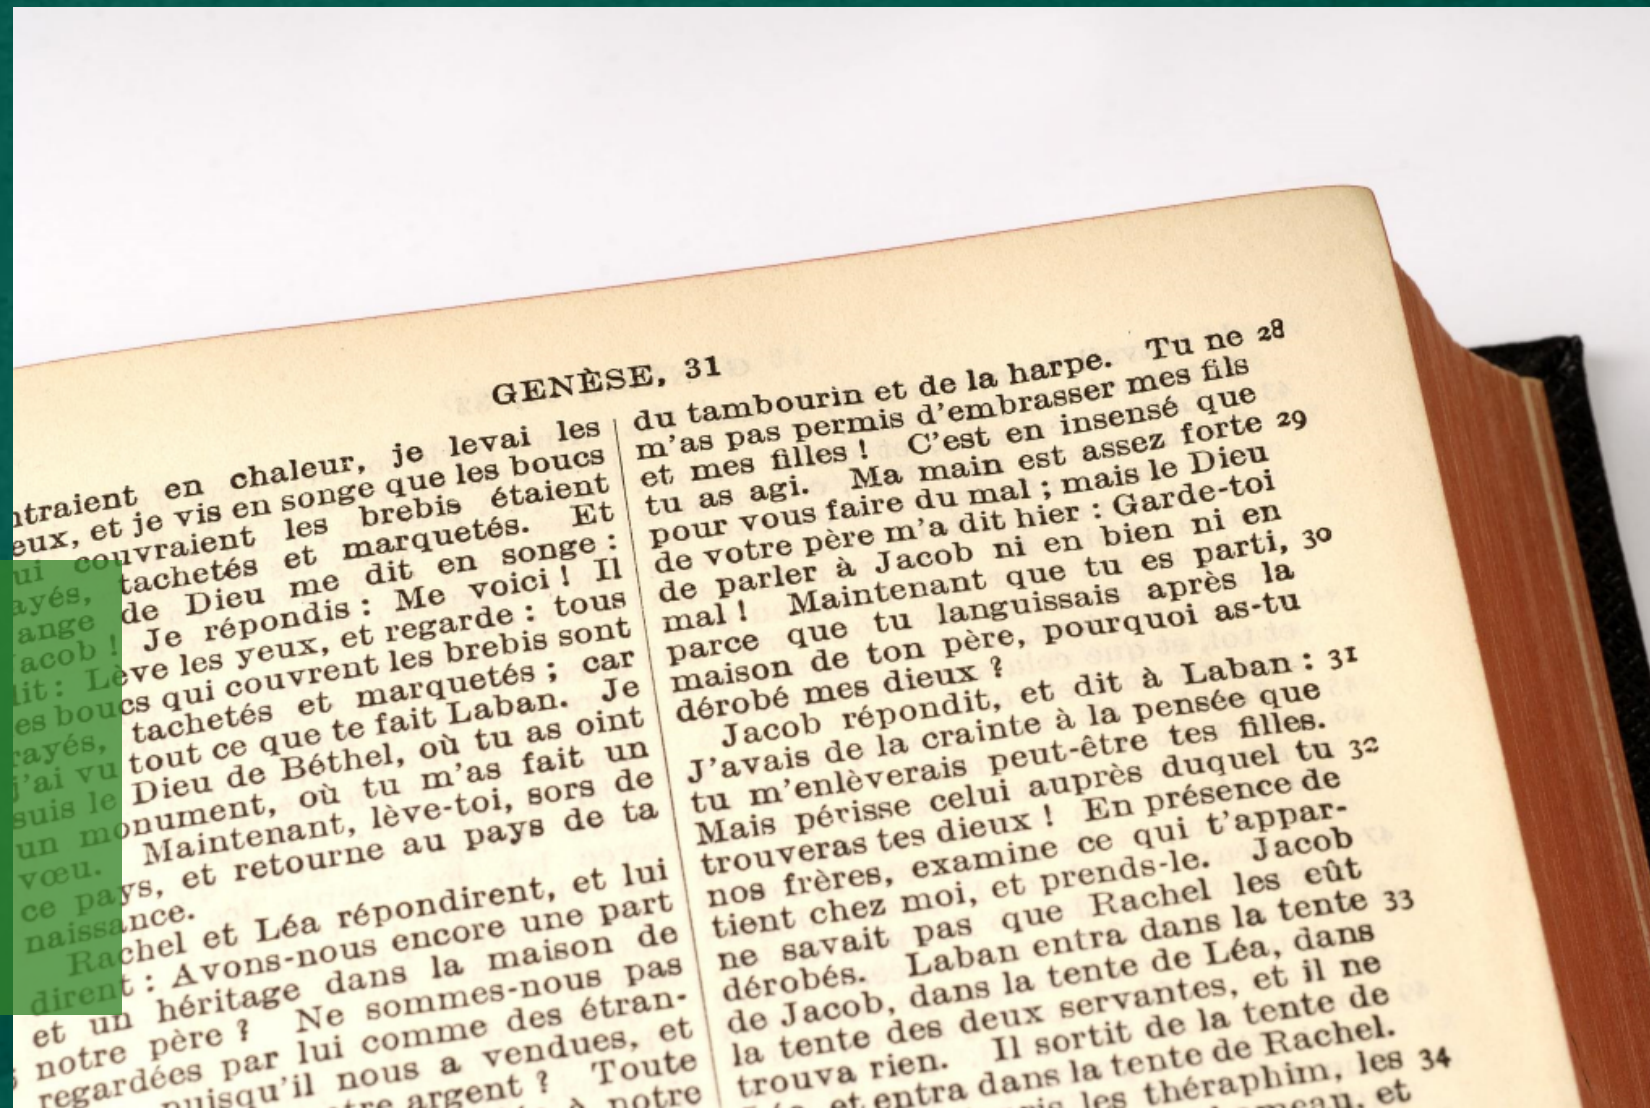 GENÈSE, 31
en chaleur, je levai les
et je vis en songe que les boucs
couvraient les brebis étaient
tachetés et marquetés. Et
ange de Dieu me dit en songe :
! Je répondis : Me voici ! Il
Lève les yeux, et regarde : tous
boucs qui couvrent les brebis sont
tachetés et marquetés ; car
j'ai vu tout ce que te fait Laban. Je
suis le Dieu de Béthel, où tu as oint
un monument, où tu m'as fait un
vœu. Maintenant, lève-toi, sors de
ce pays, et retourne au pays de ta
naissance.
Rachel et Léa répondirent, et lui
dirent : Avons-nous encore une part
et un héritage dans la maison de
notre père ? Ne sommes-nous pas
regardées par lui comme des étran-
puisqu'il nous a vendues, et
argent ? Toute
notre
du tambourin et de la harpe. Tu ne 28
m'as pas permis d'embrasser mes fils
et mes filles ! C'est en insensé que
tu as agi. Ma main est assez forte 29
pour vous faire du mal ; mais le Dieu
de votre père m'a dit hier : Garde-toi
de parler à Jacob ni en bien ni en
mal ! Maintenant que tu es parti, 30
parce que tu languissais après la
maison de ton père, pourquoi as-tu
dérobé mes dieux ?
Jacob répondit, et dit à Laban : 31
J'avais de la crainte à la pensée que
tu m'enlèverais peut-être tes filles.
Mais périsse celui auprès duquel tu 32
trouveras tes dieux ! En présence de
nos frères, examine ce qui t'appar-
tient chez moi, et prends-le. Jacob
ne savait pas que Rachel les eût
dérobés. Laban entra dans la tente 33
de Jacob, dans la tente de Léa, dans
la tente des deux servantes, et il ne
trouva rien. Il sortit de la tente de
et entra dans la tente de Rachel.
les théraphim, les 34
et